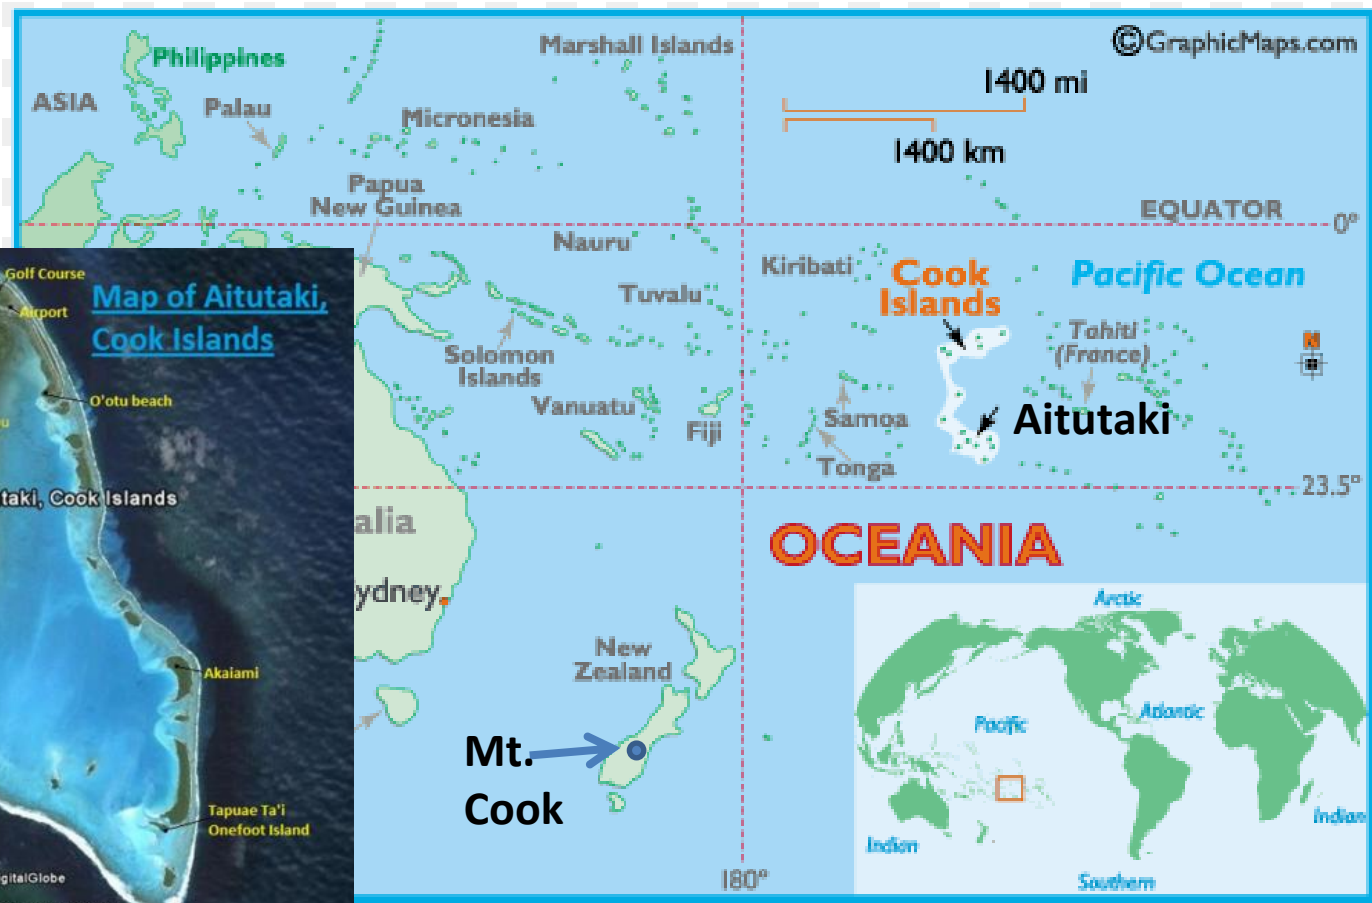 ©GraphicMaps.com
Marshall Islands
Philippines
1400 mi
ASIA
Palau
Micronesia
1400 km
Papua
New Guinea
EQUATOR
0°
Nauru
Kiribati
Cook
Islands
Pacific Ocean
Tuvalu
Tahiti
(France)
N
Solomon
Islands
Vanuatu
Fiji
Samoa
Aitutaki
Tonga
23.5°
alia
OCEANIA
ydney
New
Zealand
Mt.
Cook
180°
Golf Course
Airport
Map of Aitutaki,
Cook Islands
O'otu beach
u
taki, Cook Islands
Akaiami
Tapuae Ta'i
Onefoot Island
gitalGlobe
Arctic
Pacific
Atlantic
Indian
Indian
Southern